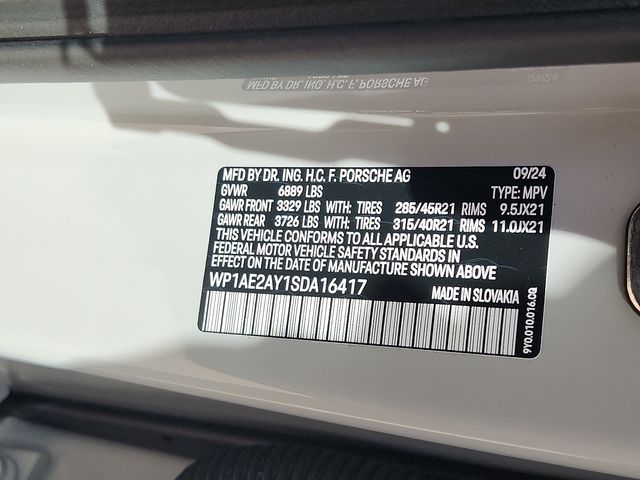 MFD BY DR. ING. H.C. F. PORSCHE AG 09/24
GVWR 6889 LBS TYPE: MPV
GAWR FRONT 3329 LBS WITH: TIRES 285/45R21 RIMS 9.5JX21
GAWR REAR 3726 LBS WITH: TIRES 315/40R21 RIMS 11.0JX21
THIS VEHICLE CONFORMS TO ALL APPLICABLE U.S.
FEDERAL MOTOR VEHICLE SAFETY STANDARDS IN
EFFECT ON THE DATE OF MANUFACTURE SHOWN ABOVE
WP1AE2AY1SDA16417 MADE IN SLOVAKIA
9Y0.010.016.CQ